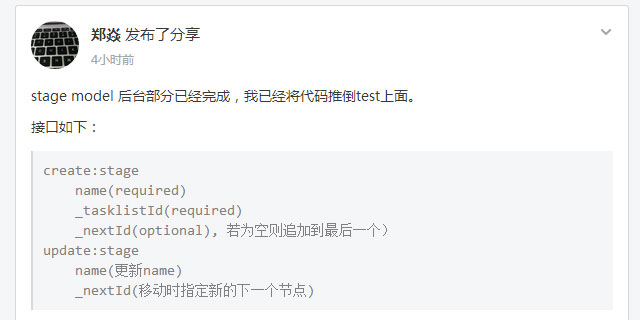 郑焱 发布了分享
4小时前
stage model 后台部分已经完成，我已经将代码推倒test上面。
接口如下：
create:stage
name(required)
_tasklistId(required)
_nextId(optional), 若为空则追加到最后一个）
update:stage
name(更新name)
_nextId(移动时指定新的下一个节点)